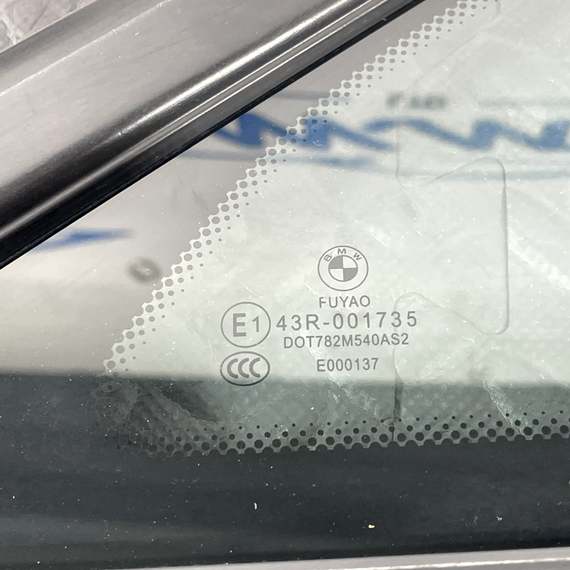 BMW
FUYAO
E1 43R-001735
DOT782M540AS2
CCC E000137